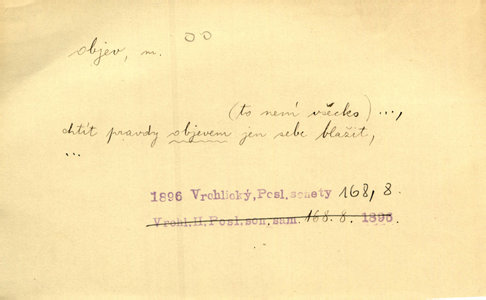 objev, m.
(to není všecko) ...,
chtít pravdy objevem jen sebe blažit,
...
1896 Vrchlický, Posl. sonety 168, 8.
Vrchl. H. Posl. son. sam. 168. 8. 1896.